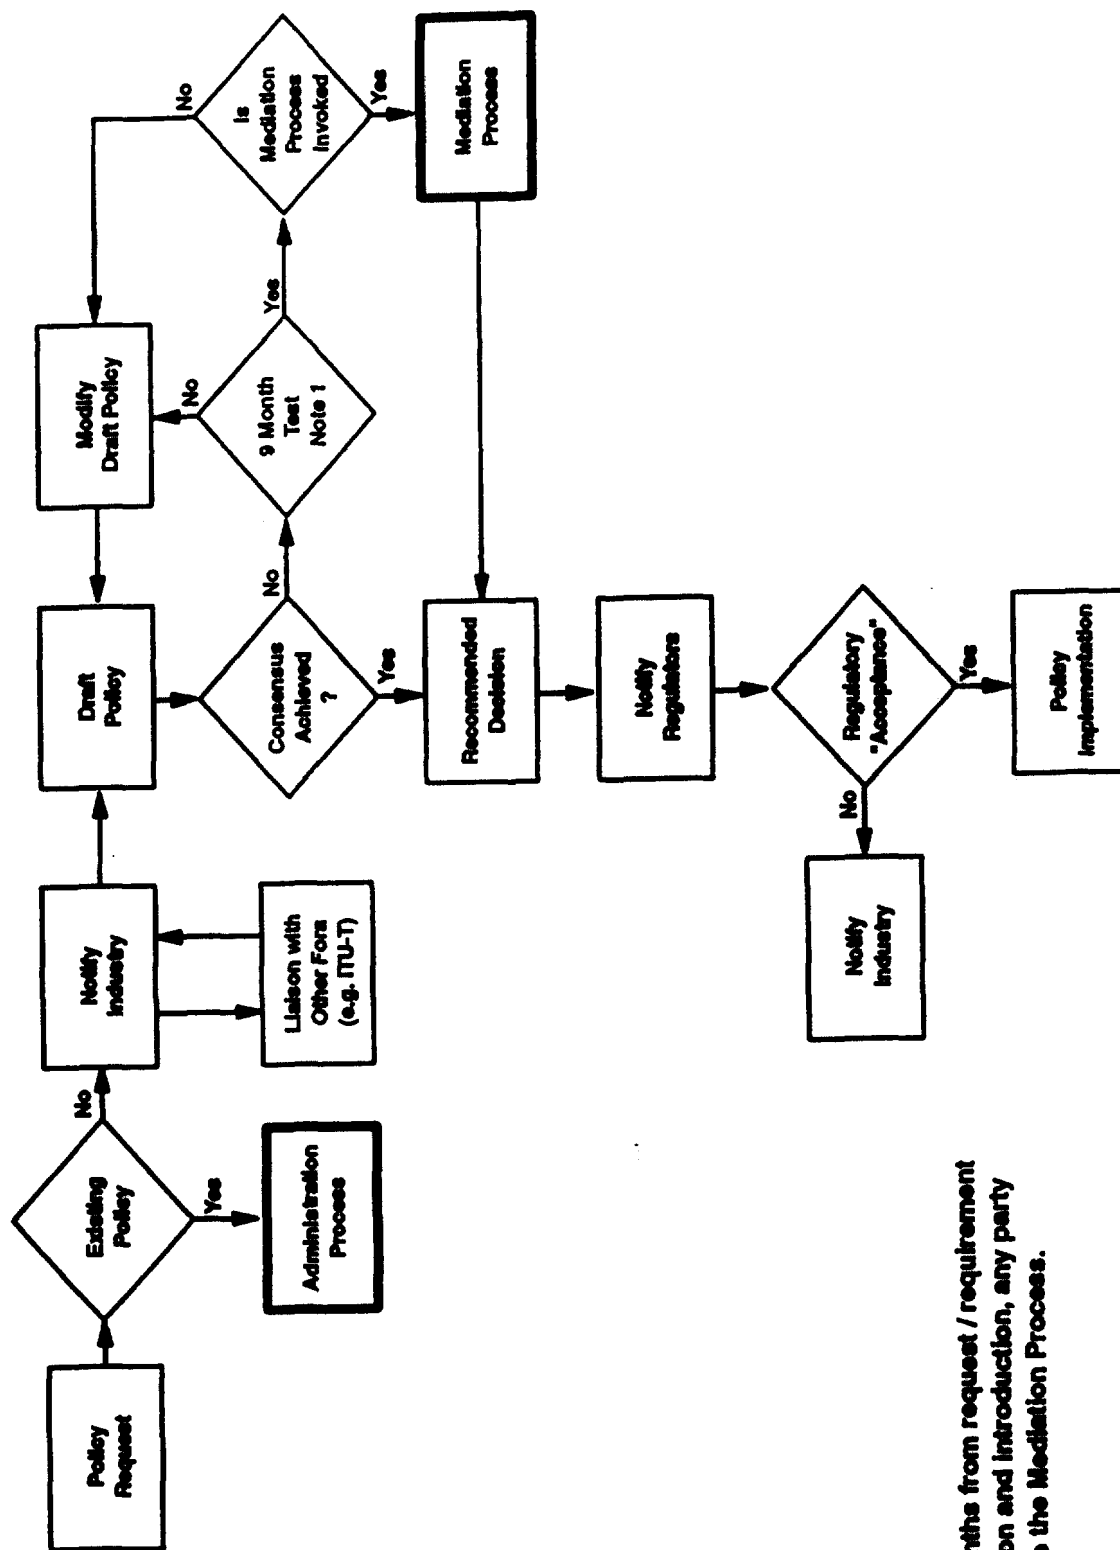 Policy
Request
Existing
Policy
No
Yes
Administration
Process
Notify
Industry
Liaison with
Other Fora
(e.g. ITU-T)
Draft
Policy
Consensus
Achieved
?
No
Yes
Modify
Draft Policy
No
9 Month
Test
Note 1
Yes
No
Is
Mediation
Process
Invoked
Yes
Mediation
Process
Recommended
Decision
Notify
Regulators
Regulatory
"Acceptance"
No
Yes
Notify
Industry
Policy
Implementation
from request / requirement
and introduction, any party
the Mediation Process.